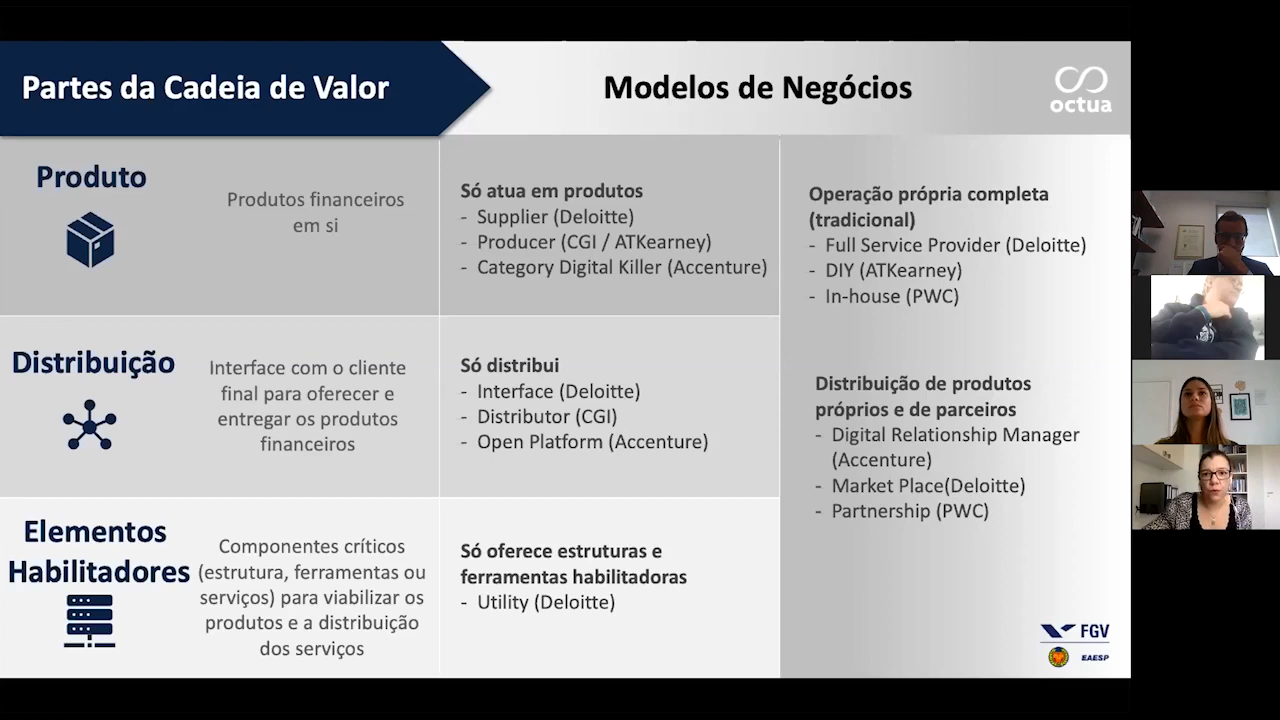 Partes da Cadeia de Valor
Modelos de Negócios
octua
Produto
Produtos financeiros
em si
Só atua em produtos
- Supplier (Deloitte)
- Producer (CGI / ATKearney)
- Category Digital Killer (Accenture)
Operação própria completa
(tradicional)
- Full Service Provider (Deloitte)
- DIY (ATKearney)
- In-house (PWC)
Distribuição
Interface com o cliente
final para oferecer e
entregar os produtos
financeiros
Só distribui
- Interface (Deloitte)
- Distributor (CGI)
- Open Platform (Accenture)
Distribuição de produtos
próprios e de parceiros
- Digital Relationship Manager
(Accenture)
- Market Place(Deloitte)
- Partnership (PWC)
Elementos
Habilitadores
Componentes críticos
(estrutura, ferramentas ou
serviços) para viabilizar os
produtos e a distribuição
dos serviços
Só oferece estruturas e
ferramentas habilitadoras
- Utility (Deloitte)
FGV
EAESP